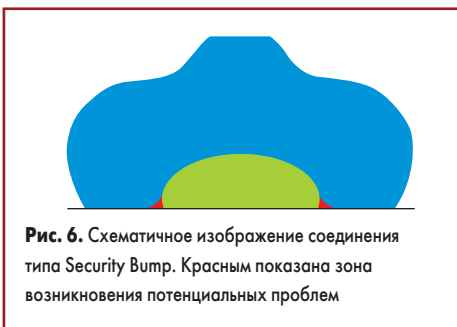 Рис. 6. Схематичное изображение соединения
типа Security Bump. Красным показана зона
возникновения потенциальных проблем